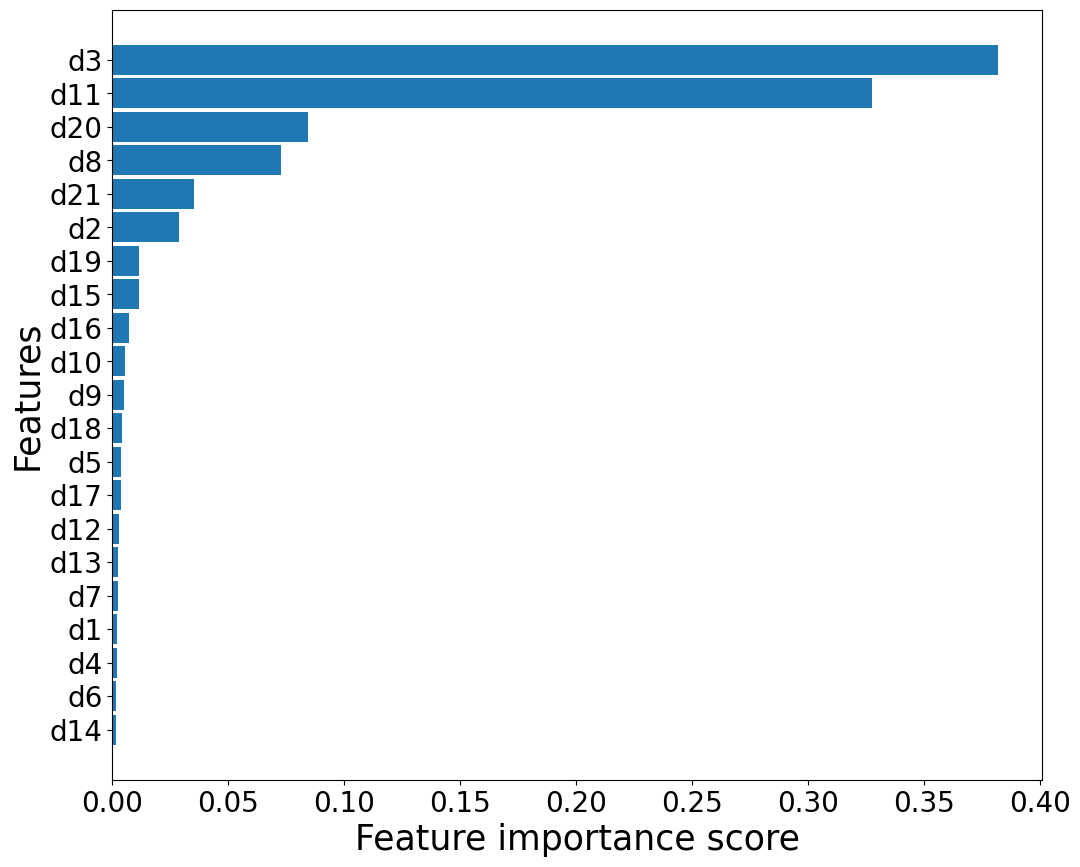 d3
d11
d20
d8
d21
d2
d19
d15
d16
d10
d9
d18
d5
d17
d12
d13
d7
d1
d4
d6
d14
Features
0.00 0.05 0.10 0.15 0.20 0.25 0.30 0.35 0.40
Feature importance score